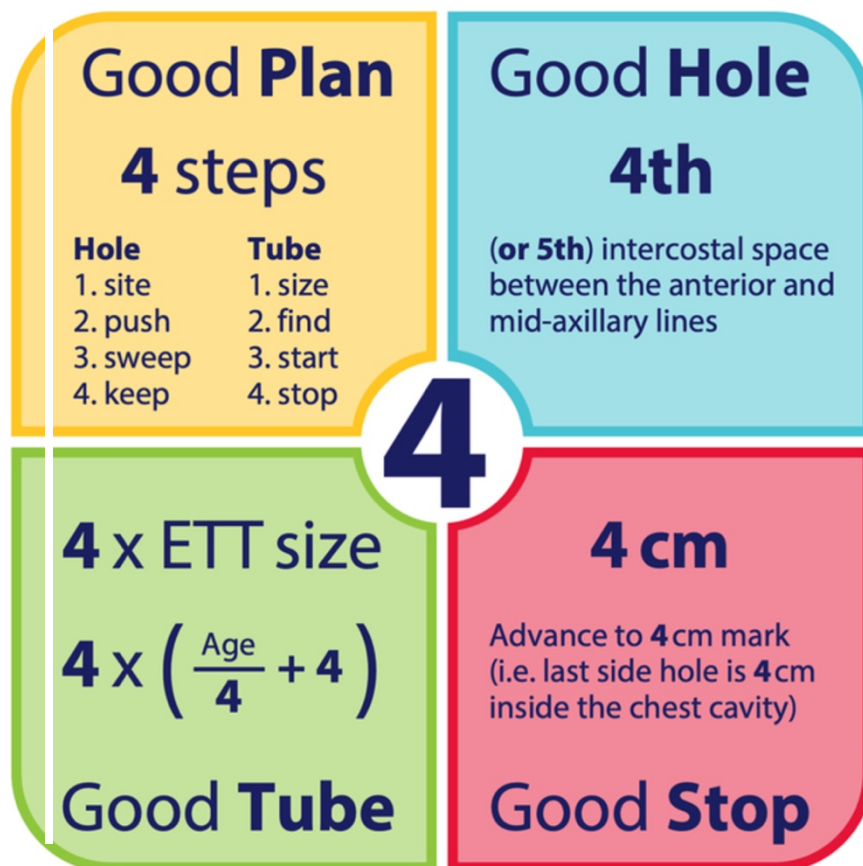 Good Plan
4 steps
Hole
1. site
2. push
3. sweep
4. keep
Tube
1. size
2. find
3. start
4. stop
Good Hole
4th
(or 5th) intercostal space
between the anterior and
mid-axillary lines
4
4 x ETT size
4 x ( Age/4 + 4 )
Good Tube
4 cm
Advance to 4 cm mark
(i.e. last side hole is 4 cm
inside the chest cavity)
Good Stop